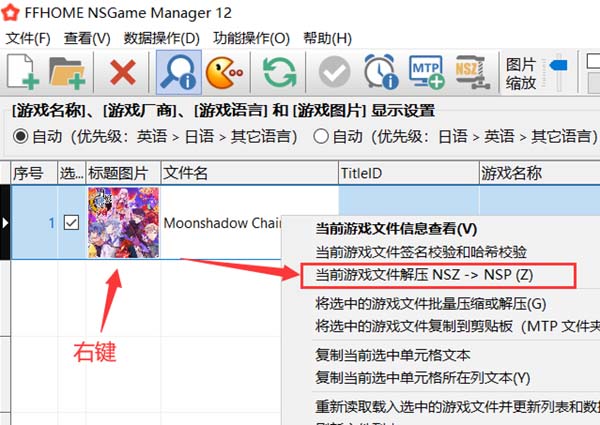 FFHOME NSGame Manager 12
文件(F) 查看(V) 数据操作(D) 功能操作(O) 帮助(H)
MTP NSZ 图片
缩放
[游戏名称]、[游戏厂商]、[游戏语言] 和 [游戏图片] 显示设置
自动（优先级：英语 > 日语 > 其它语言） 自动（优先级：日语 > 英语 > 其它语言）
序号 选... 标题图片 文件名 TitleID 游戏名称
1 Moonshadow Chain
当前游戏文件信息查看(V)
当前游戏文件签名校验和哈希校验
当前游戏文件解压 NSZ -> NSP (Z)
将选中的游戏文件批量压缩或解压(G)
将选中的游戏文件复制到剪贴板（MTP 文件夹
右键
复制当前选中单元格文本
复制当前选中单元格所在列文本(Y)
重新读取载入选中的游戏文件并更新列表和数据